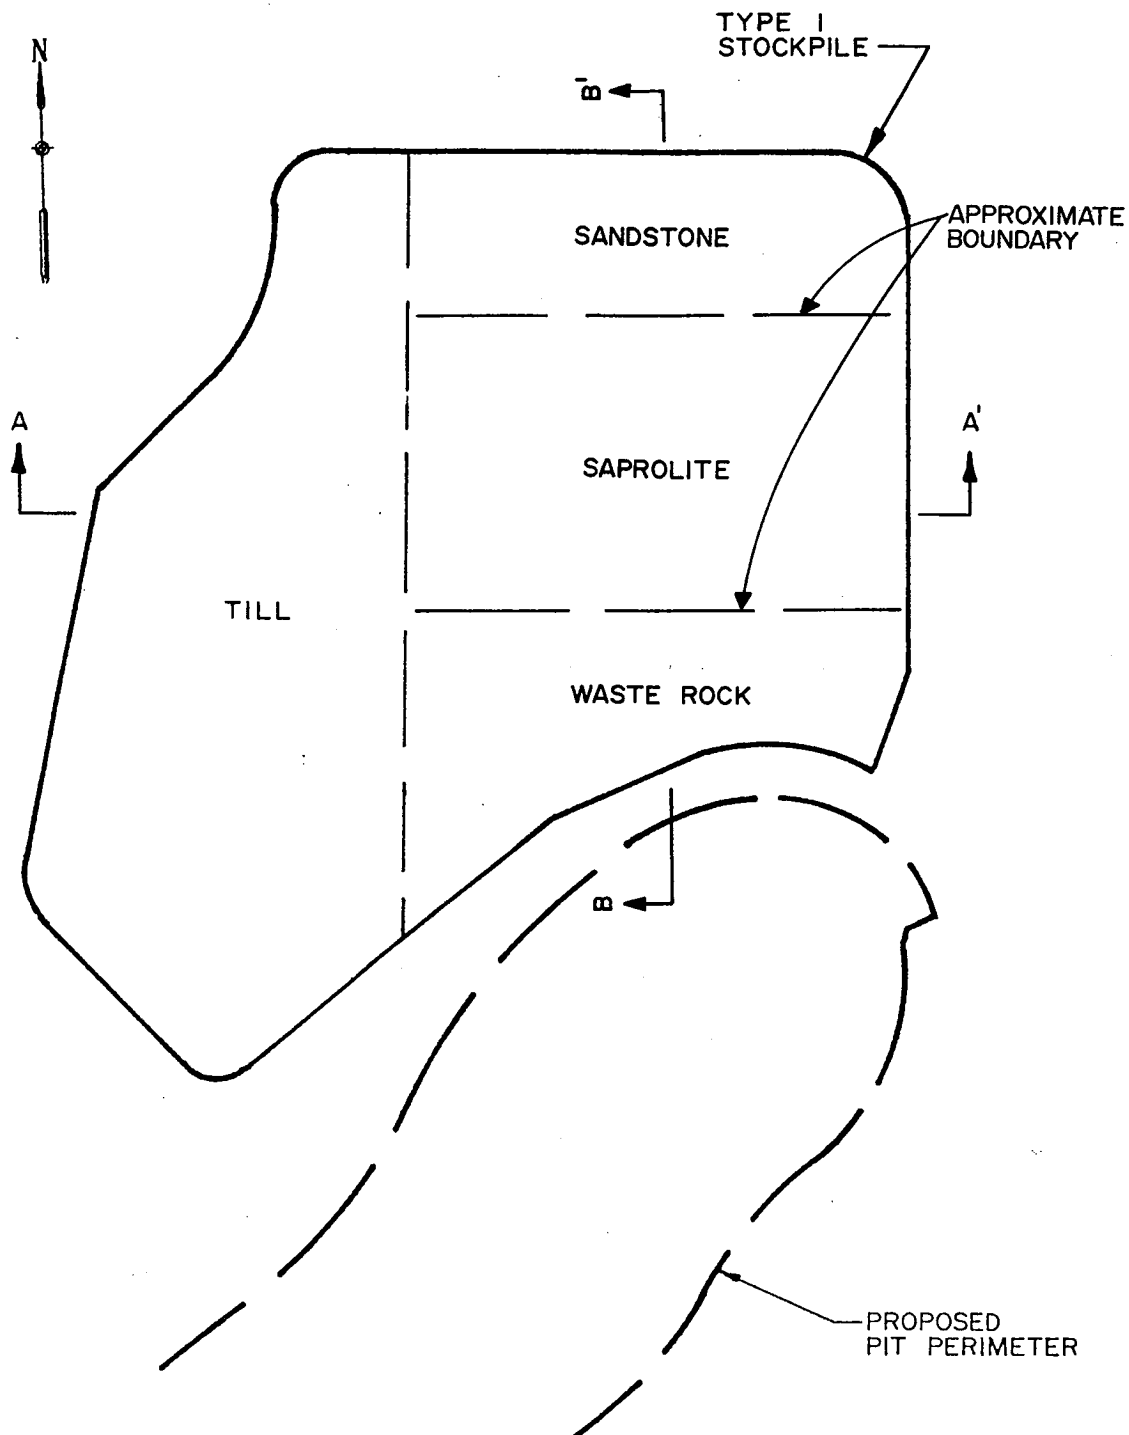 TYPE I
STOCKPILE
N
B'
SANDSTONE
APPROXIMATE
BOUNDARY
A
A'
SAPROLITE
TILL
WASTE ROCK
B
PROPOSED
PIT PERIMETER